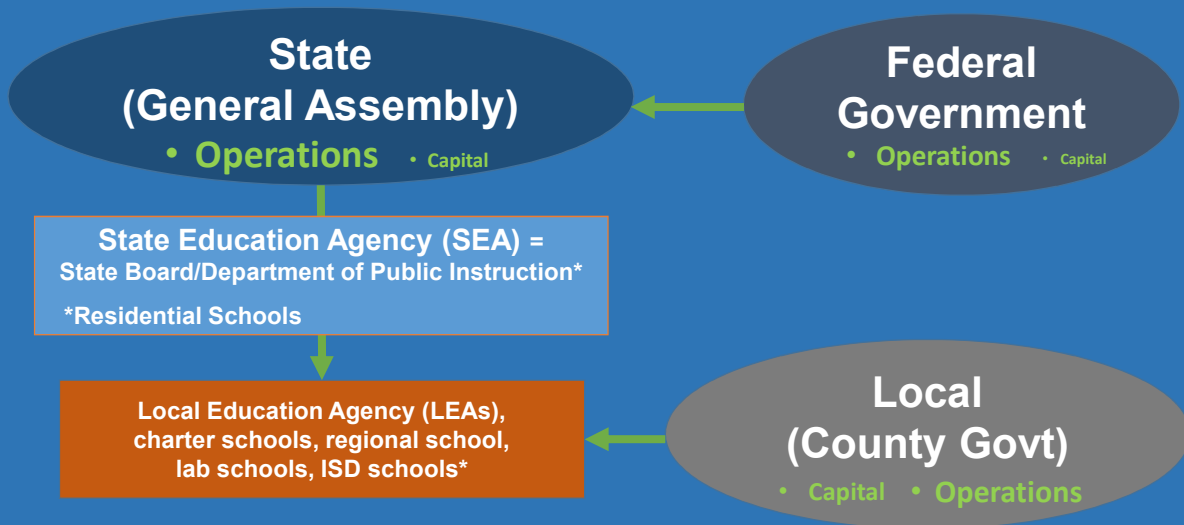 State
(General Assembly)
• Operations • Capital
Federal
Government
• Operations • Capital
State Education Agency (SEA) =
State Board/Department of Public Instruction*
*Residential Schools
Local Education Agency (LEAs),
charter schools, regional school,
lab schools, ISD schools*
Local
(County Govt)
• Capital • Operations